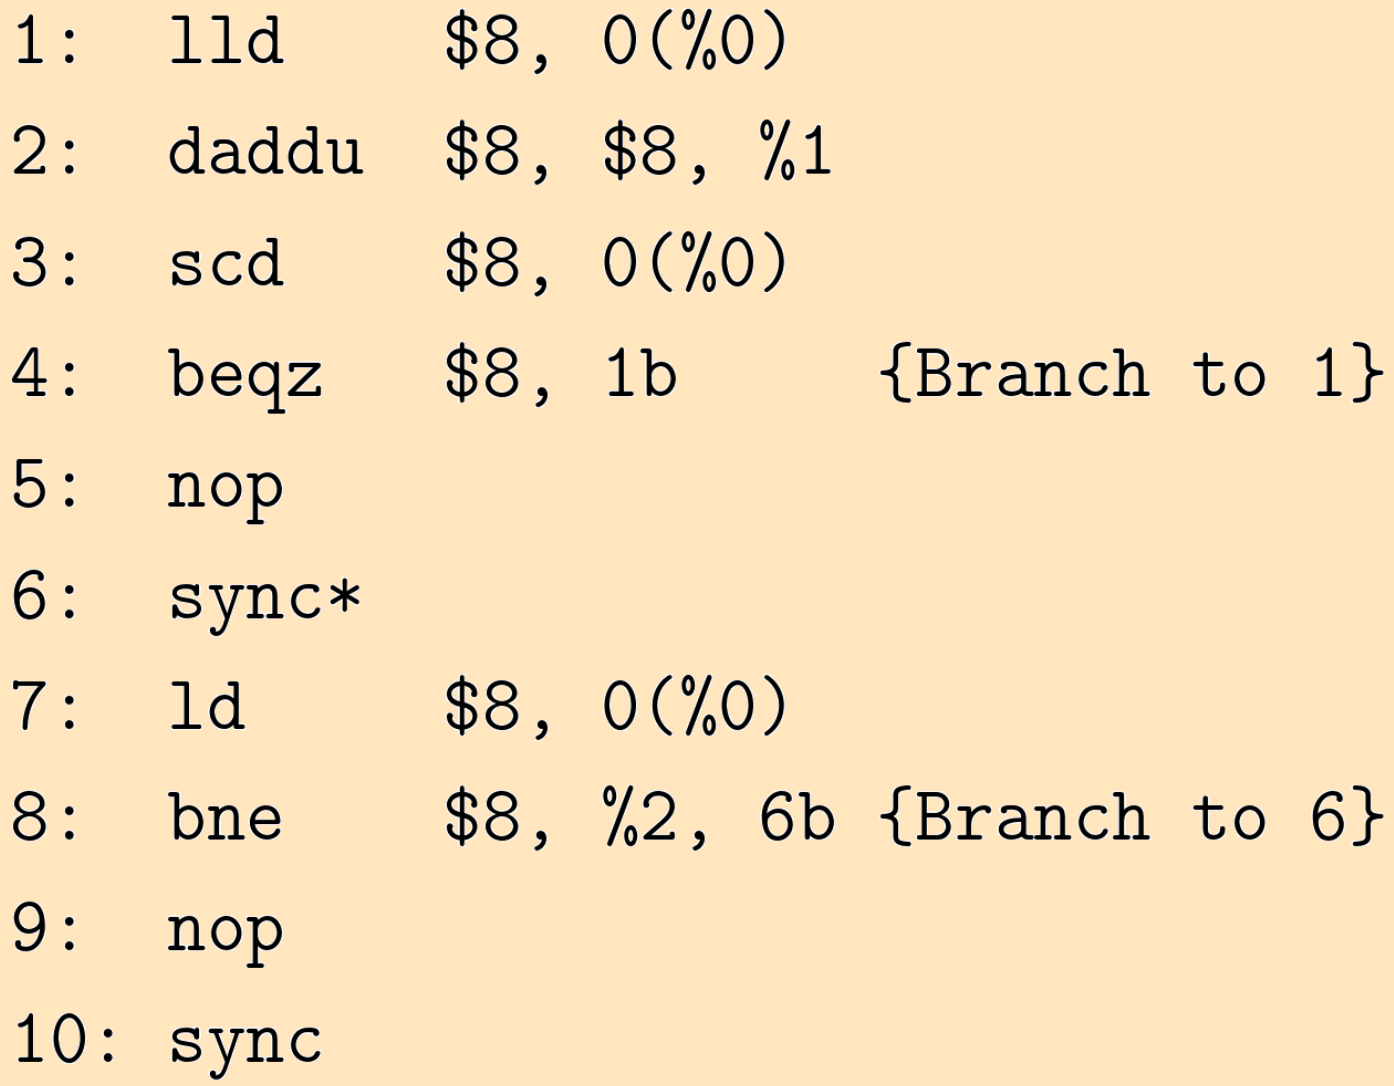 1: lld $8, 0(%0)
2: daddu $8, $8, %1
3: scd $8, 0(%0)
4: beqz $8, 1b {Branch to 1}
5: nop
6: sync*
7: ld $8, 0(%0)
8: bne $8, %2, 6b {Branch to 6}
9: nop
10: sync